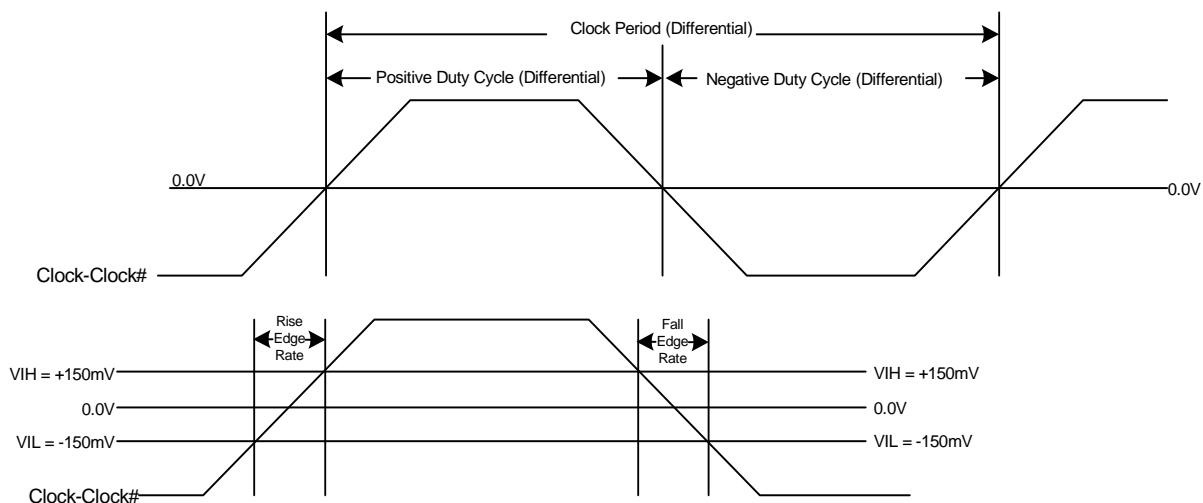 Clock Period (Differential)
Positive Duty Cycle (Differential)
Negative Duty Cycle (Differential)
0.0V
0.0V
Clock-Clock#
Rise
Edge
Rate
Fall
Edge
Rate
VIH = +150mV
VIH = +150mV
0.0V
0.0V
VIL = -150mV
VIL = -150mV
Clock-Clock#